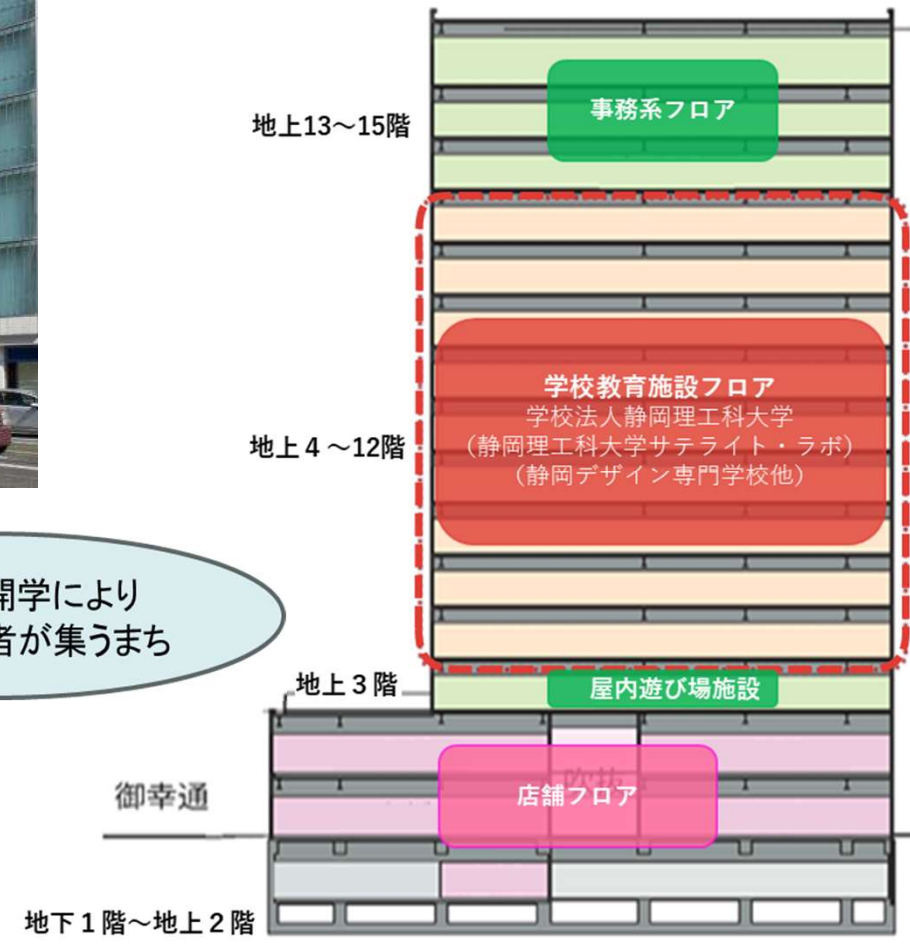 地上13～15階
事務系フロア
地上４～12階
学校教育施設フロア
学校法人静岡理工科大学
（静岡理工科大学サテライト・ラボ）
（静岡デザイン専門学校他）
開学により
者が集うまち
地上３階
屋内遊び場施設
御幸通
店舗フロア
地下１階～地上２階